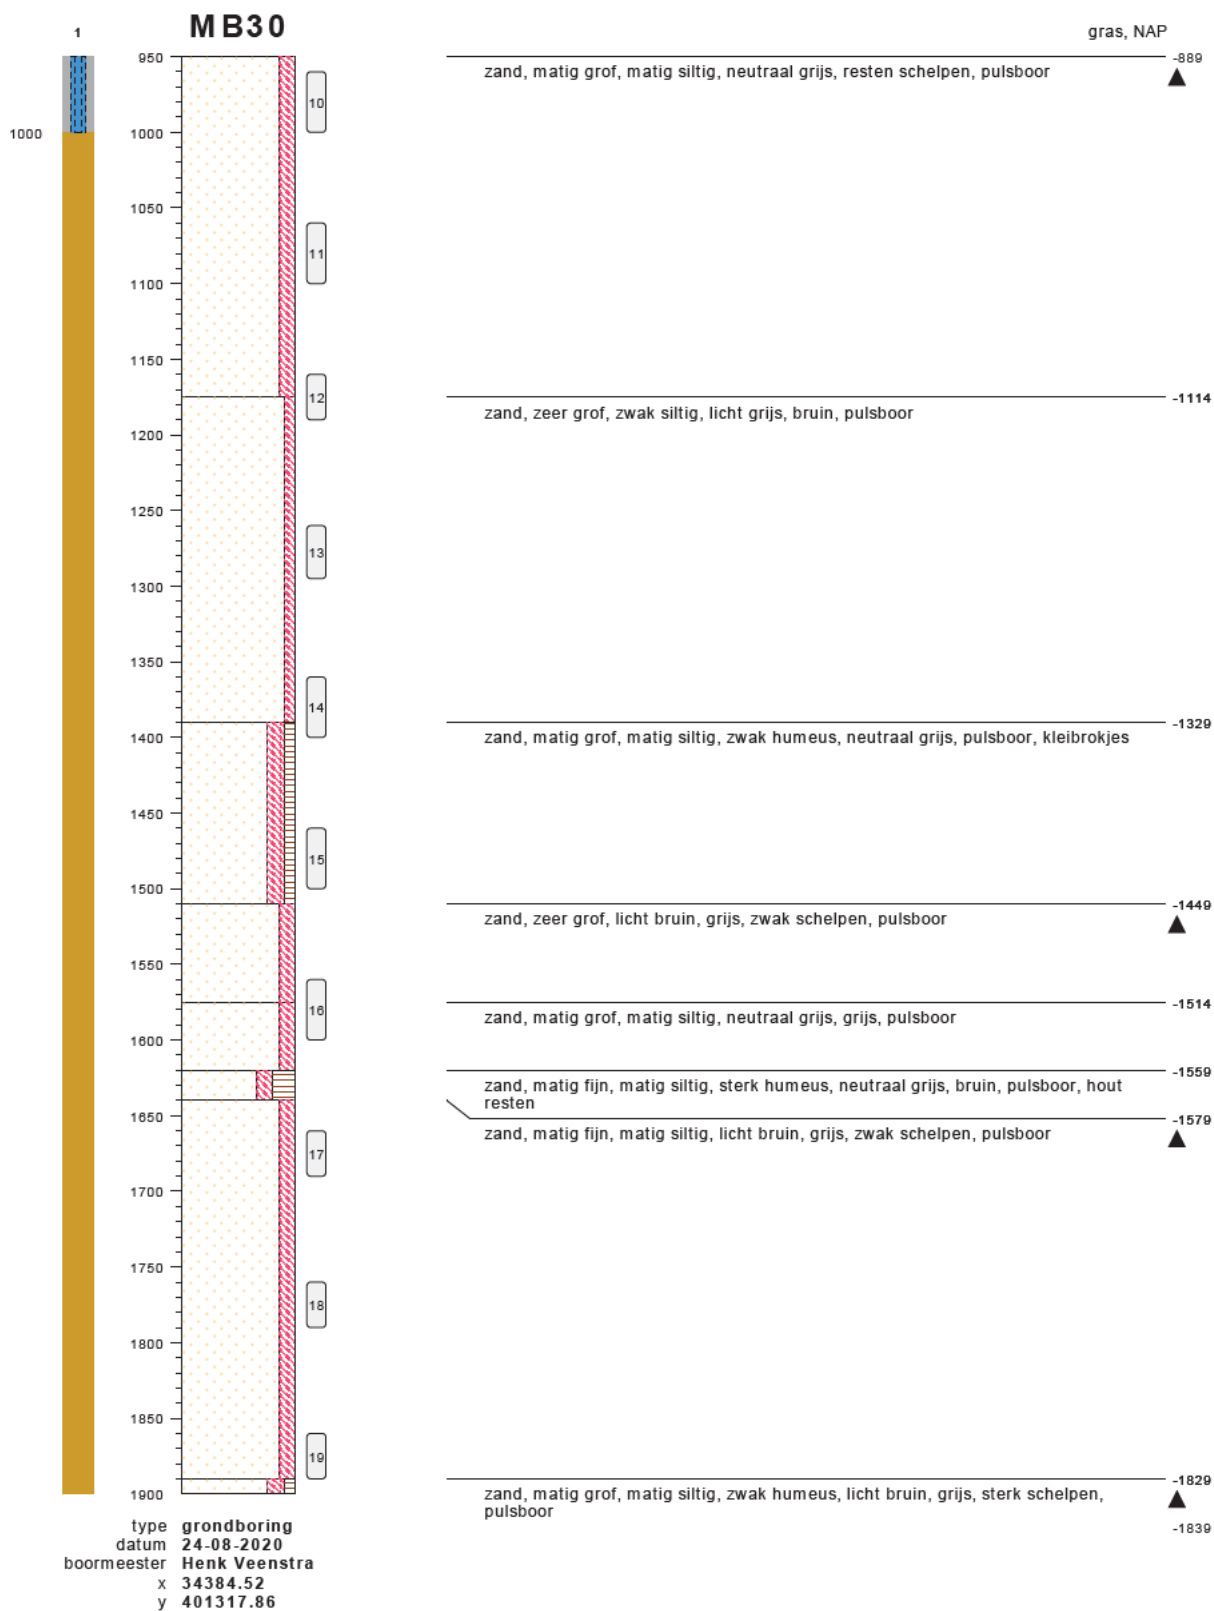 1
MB30
gras, NAP
950
-889
zand, matig grof, matig siltig, neutraal grijs, resten schelpen, pulsboor
10
1000
1000
1050
11
1100
1150
12
-1114
zand, zeer grof, zwak siltig, licht grijs, bruin, pulsboor
1200
1250
13
1300
1350
14
-1329
1400
zand, matig grof, matig siltig, zwak humeus, neutraal grijs, pulsboor, kleibrokjes
1450
15
1500
-1449
zand, zeer grof, licht bruin, grijs, zwak schelpen, pulsboor
1550
-1514
16
zand, matig grof, matig siltig, neutraal grijs, grijs, pulsboor
1600
-1559
zand, matig fijn, matig siltig, sterk humeus, neutraal grijs, bruin, pulsboor, hout
resten
1650
-1579
zand, matig fijn, matig siltig, licht bruin, grijs, zwak schelpen, pulsboor
17
1700
1750
18
1800
1850
19
-1829
1900
zand, matig grof, matig siltig, zwak humeus, licht bruin, grijs, sterk schelpen,
pulsboor
-1839
type grondboring
datum 24-08-2020
boormeester Henk Veenstra
x 34384.52
y 401317.86